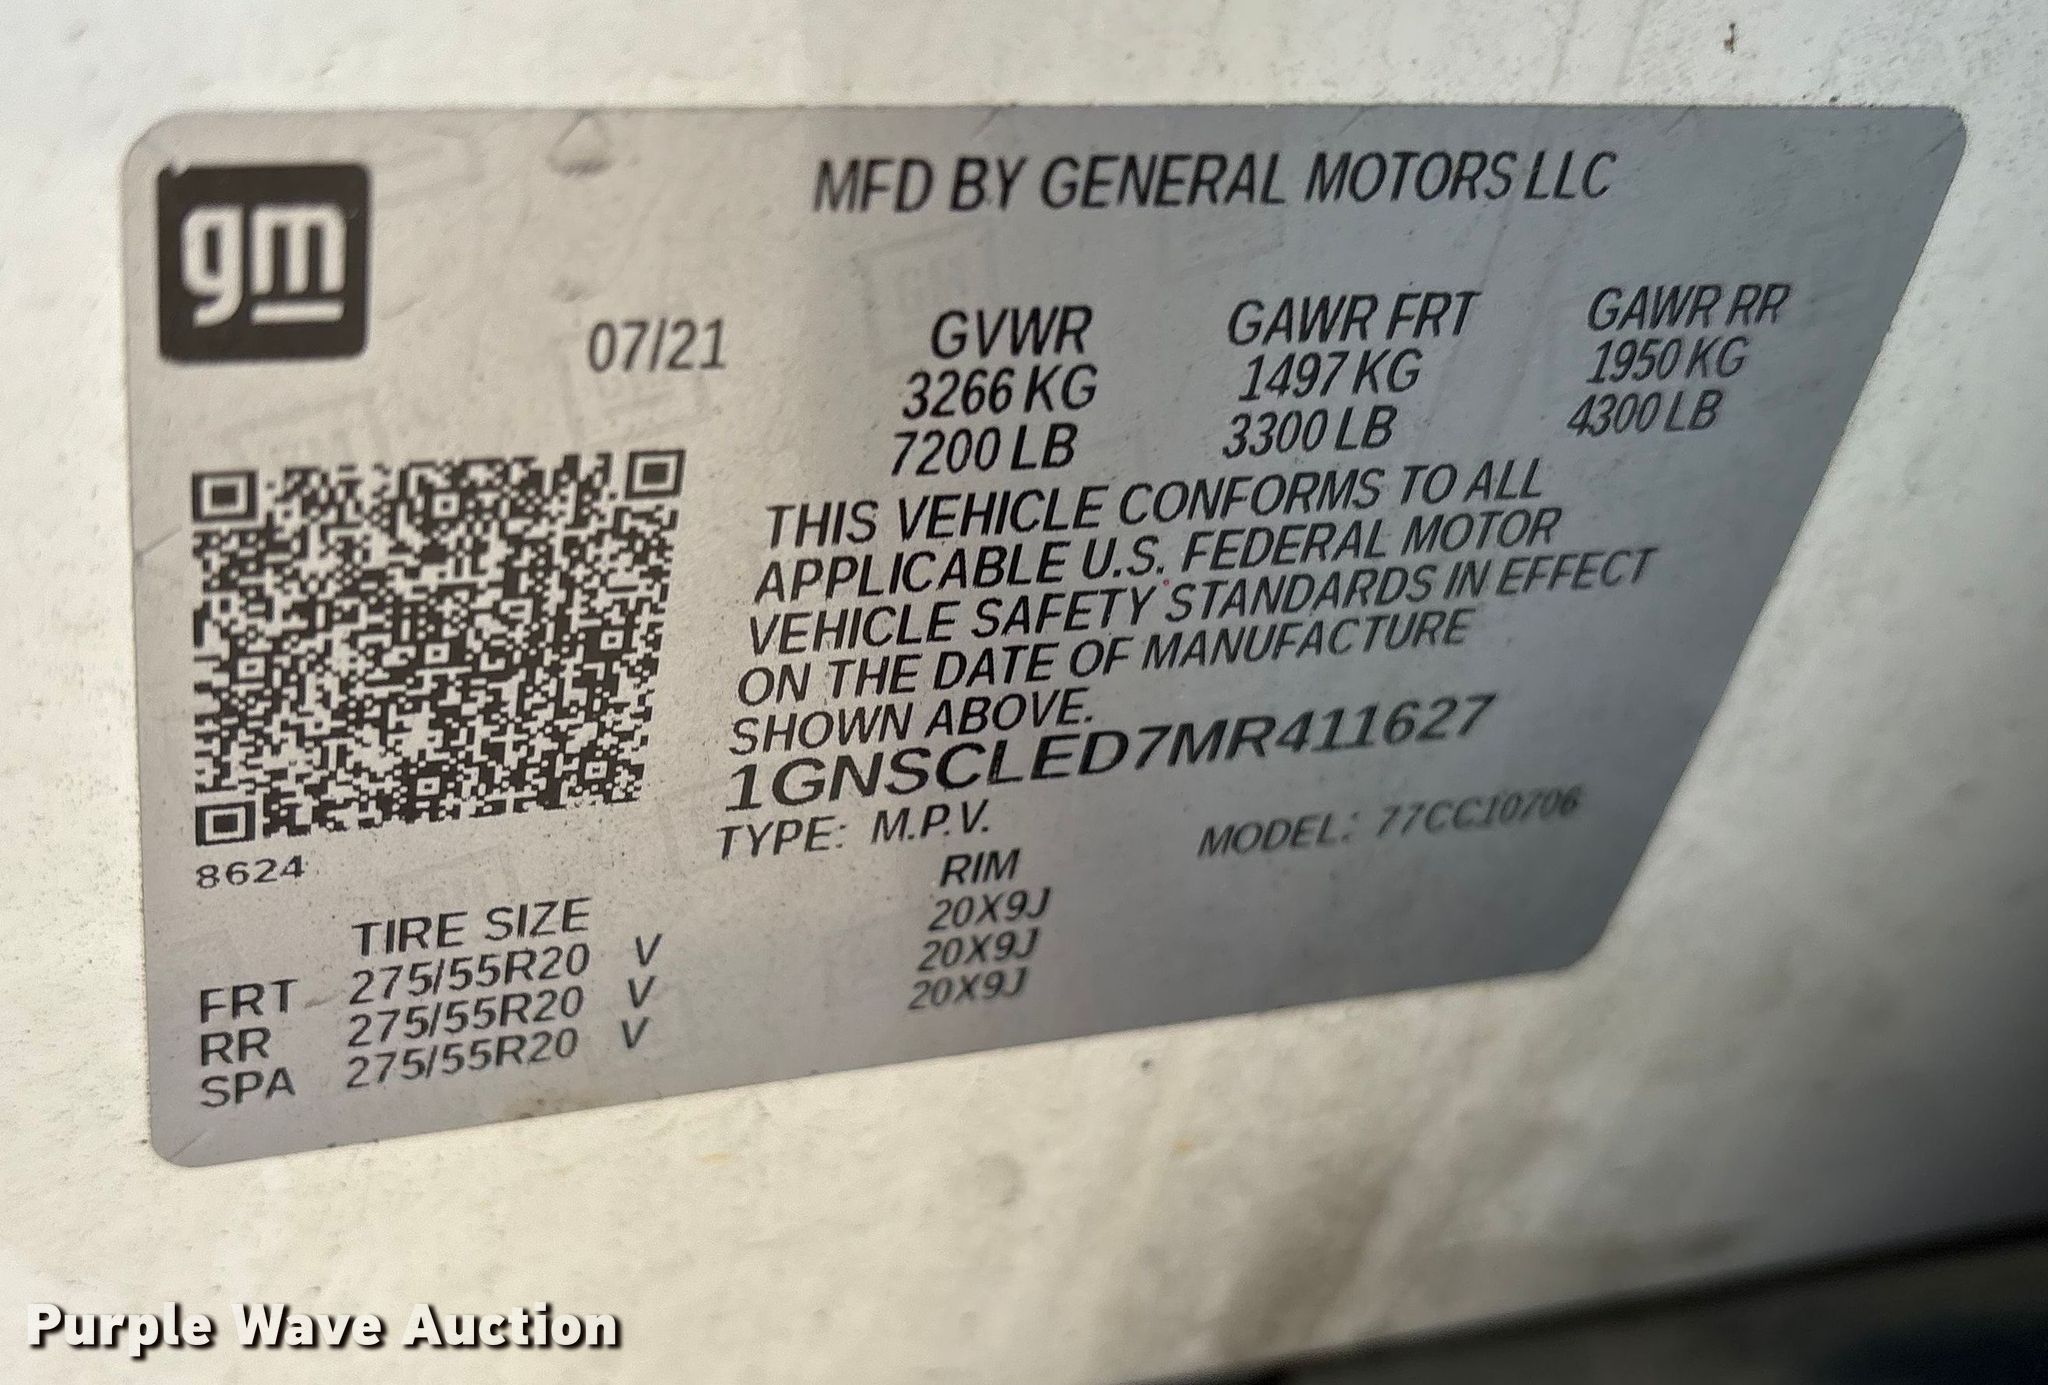 gm
MFD BY GENERAL MOTORS LLC
07/21
GVWR GAWR FRT GAWR RR
3266 KG 1497 KG 1950 KG
7200 LB 3300 LB 4300 LB
THIS VEHICLE CONFORMS TO ALL
APPLICABLE U.S. FEDERAL MOTOR
VEHICLE SAFETY STANDARDS IN EFFECT
ON THE DATE OF MANUFACTURE
SHOWN ABOVE.
1GNSCLED7MR411627
TYPE: M.P.V. MODEL: 77CC10706
8624
TIRE SIZE RIM
FRT 275/55R20 V 20X9J
RR 275/55R20 V 20X9J
SPA 275/55R20 V 20X9J
Purple Wave Auction